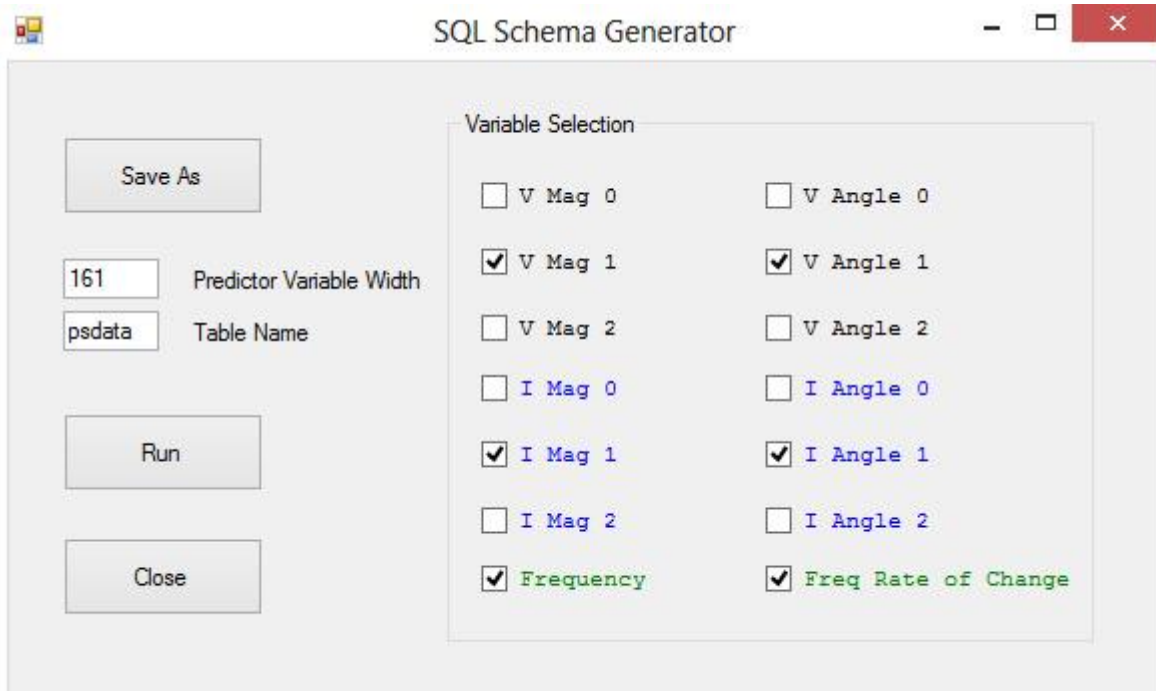 SQL Schema Generator
Save As
161 Predictor Variable Width
psdata Table Name
Run
Close
Variable Selection
V Mag 0 V Angle 0
V Mag 1 V Angle 1
V Mag 2 V Angle 2
I Mag 0 I Angle 0
I Mag 1 I Angle 1
I Mag 2 I Angle 2
Frequency Freq Rate of Change